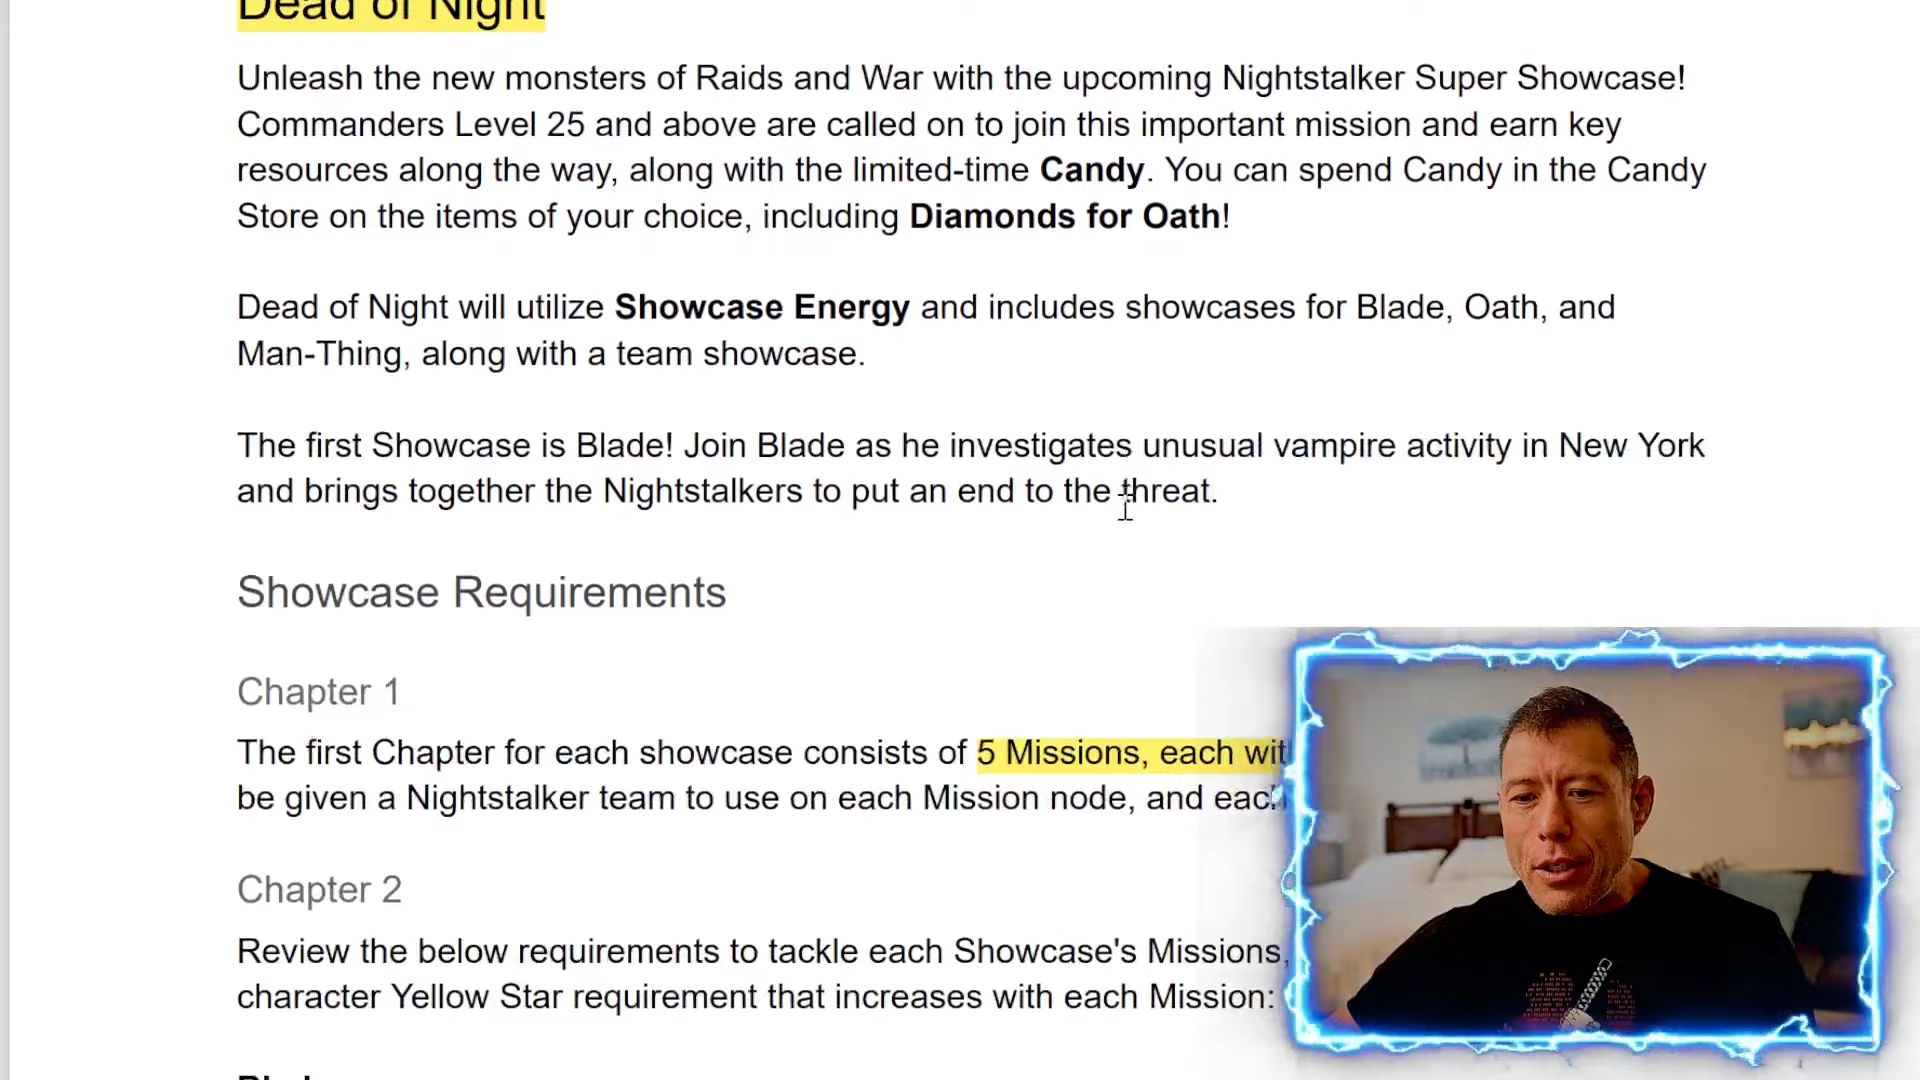 Dead of Night
Unleash the new monsters of Raids and War with the upcoming Nightstalker Super Showcase!
Commanders Level 25 and above are called on to join this important mission and earn key
resources along the way, along with the limited-time Candy. You can spend Candy in the Candy
Store on the items of your choice, including Diamonds for Oath!
Dead of Night will utilize Showcase Energy and includes showcases for Blade, Oath, and
Man-Thing, along with a team showcase.
The first Showcase is Blade! Join Blade as he investigates unusual vampire activity in New York
and brings together the Nightstalkers to put an end to the threat.
Showcase Requirements
Chapter 1
The first Chapter for each showcase consists of 5 Missions, each wit
be given a Nightstalker team to use on each Mission node, and each
Chapter 2
Review the below requirements to tackle each Showcase's Missions,
character Yellow Star requirement that increases with each Mission: